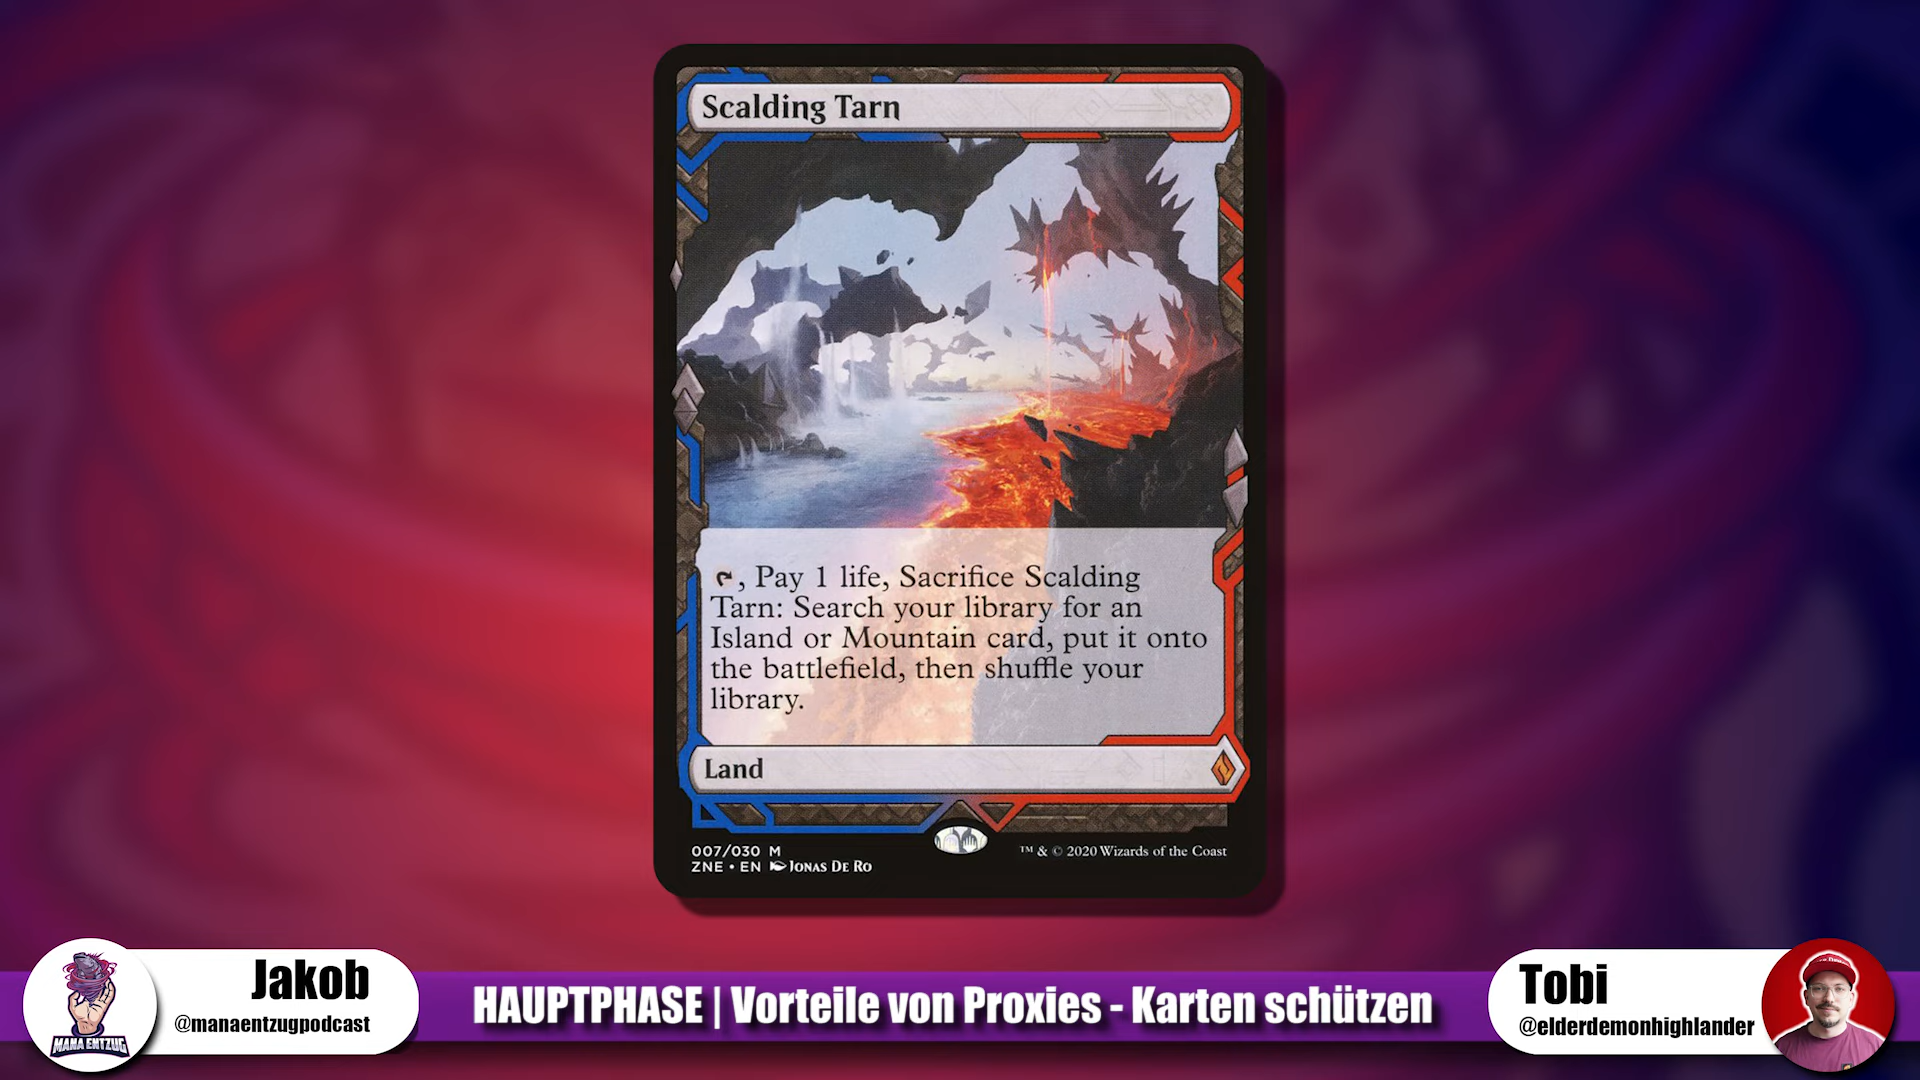 Scalding Tarn
, Pay 1 life, Sacrifice Scalding
Tarn: Search your library for an
Island or Mountain card, put it onto
the battlefield, then shuffle your
library.
Land
007/030 M
ZNE • EN Jonas De Ro
™ & © 2020 Wizards of the Coast
Jakob
@manaentzugpodcast
MANA ENTZUG
HAUPTPHASE | Vorteile von Proxies - Karten schützen
Tobi
@elderdemonhighlander